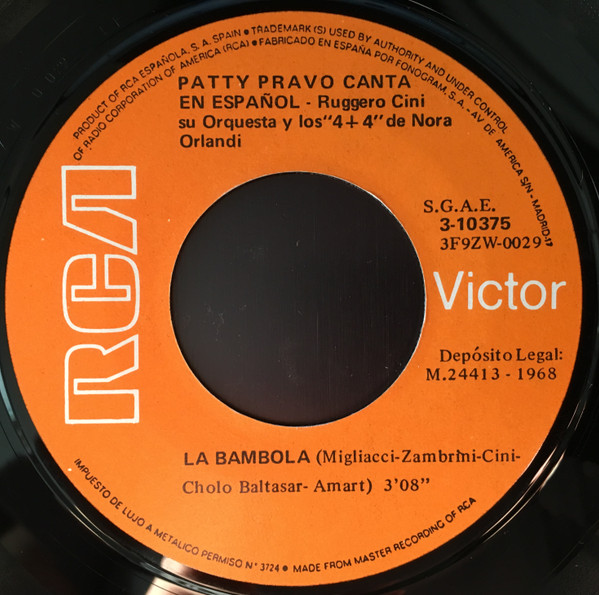 PRODUCT OF RCA ESPAÑOLA, S. A. SPAIN ● TRADEMARK (S) USED BY AUTHORITY AND UNDER CONTROL
OF RADIO CORPORATION OF AMERICA (RCA) ● FABRICADO EN ESPAÑA POR FONOGRAM, S. A. - AV DE AMERICA S/N - MADRID-17
PATTY PRAVO CANTA
EN ESPAÑOL - Ruggero Cini
su Orquesta y los "4+4" de Nora
Orlandi
S.G.A.E.
3-10375
3F9ZW-0029
RCA
Victor
Depósito Legal:
M.24413 - 1968
LA BAMBOLA (Migliacci-Zambrini-Cini-
Cholo Baltasar- Amart) 3'08"
IMPUESTO DE LUJO A METALICO PERMISO N° 3724 ● MADE FROM MASTER RECORDING OF RCA